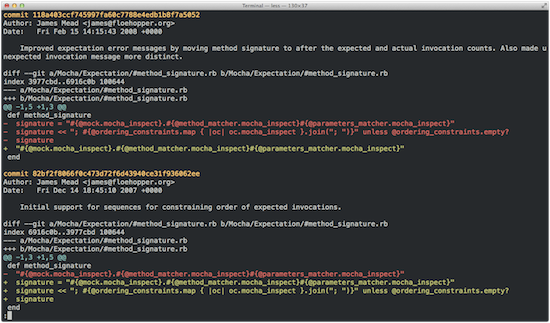 Terminal — less — 130×37
commit 118a403ccf745997fa60c7788e4edb1b8f7a5052
Author: James Mead <james@floehopper.org>
Date:   Fri Feb 15 14:15:43 2008 +0000
Improved expectation error messages by moving method signature to after the expected and actual invocation counts. Also made u
nexpected invocation message more distinct.
diff --git a/Mocha/Expectation/#method_signature.rb b/Mocha/Expectation/#method_signature.rb
index 3977cbd..6916c0b 100644
--- a/Mocha/Expectation/#method_signature.rb
+++ b/Mocha/Expectation/#method_signature.rb
@@ -1,5 +1,3 @@
 def method_signature
-  signature = "#{@mock.mocha_inspect}.#{@method_matcher.mocha_inspect}#{@parameters_matcher.mocha_inspect}"
-  signature << "; #{@ordering_constraints.map { |oc| oc.mocha_inspect }.join("; ")}" unless @ordering_constraints.empty?
-  signature
+  "#{@mock.mocha_inspect}.#{@method_matcher.mocha_inspect}#{@parameters_matcher.mocha_inspect}"
 end
commit 82bf2f8066f0c473d72f6d43940ce31f936062ee
Author: James Mead <james@floehopper.org>
Date:   Fri Dec 14 18:45:10 2007 +0000
Initial support for sequences for constraining order of expected invocations.
diff --git a/Mocha/Expectation/#method_signature.rb b/Mocha/Expectation/#method_signature.rb
index 6916c0b..3977cbd 100644
--- a/Mocha/Expectation/#method_signature.rb
+++ b/Mocha/Expectation/#method_signature.rb
@@ -1,3 +1,5 @@
 def method_signature
-  "#{@mock.mocha_inspect}.#{@method_matcher.mocha_inspect}#{@parameters_matcher.mocha_inspect}"
+  signature = "#{@mock.mocha_inspect}.#{@method_matcher.mocha_inspect}#{@parameters_matcher.mocha_inspect}"
+  signature << "; #{@ordering_constraints.map { |oc| oc.mocha_inspect }.join("; ")}" unless @ordering_constraints.empty?
+  signature
 end
: